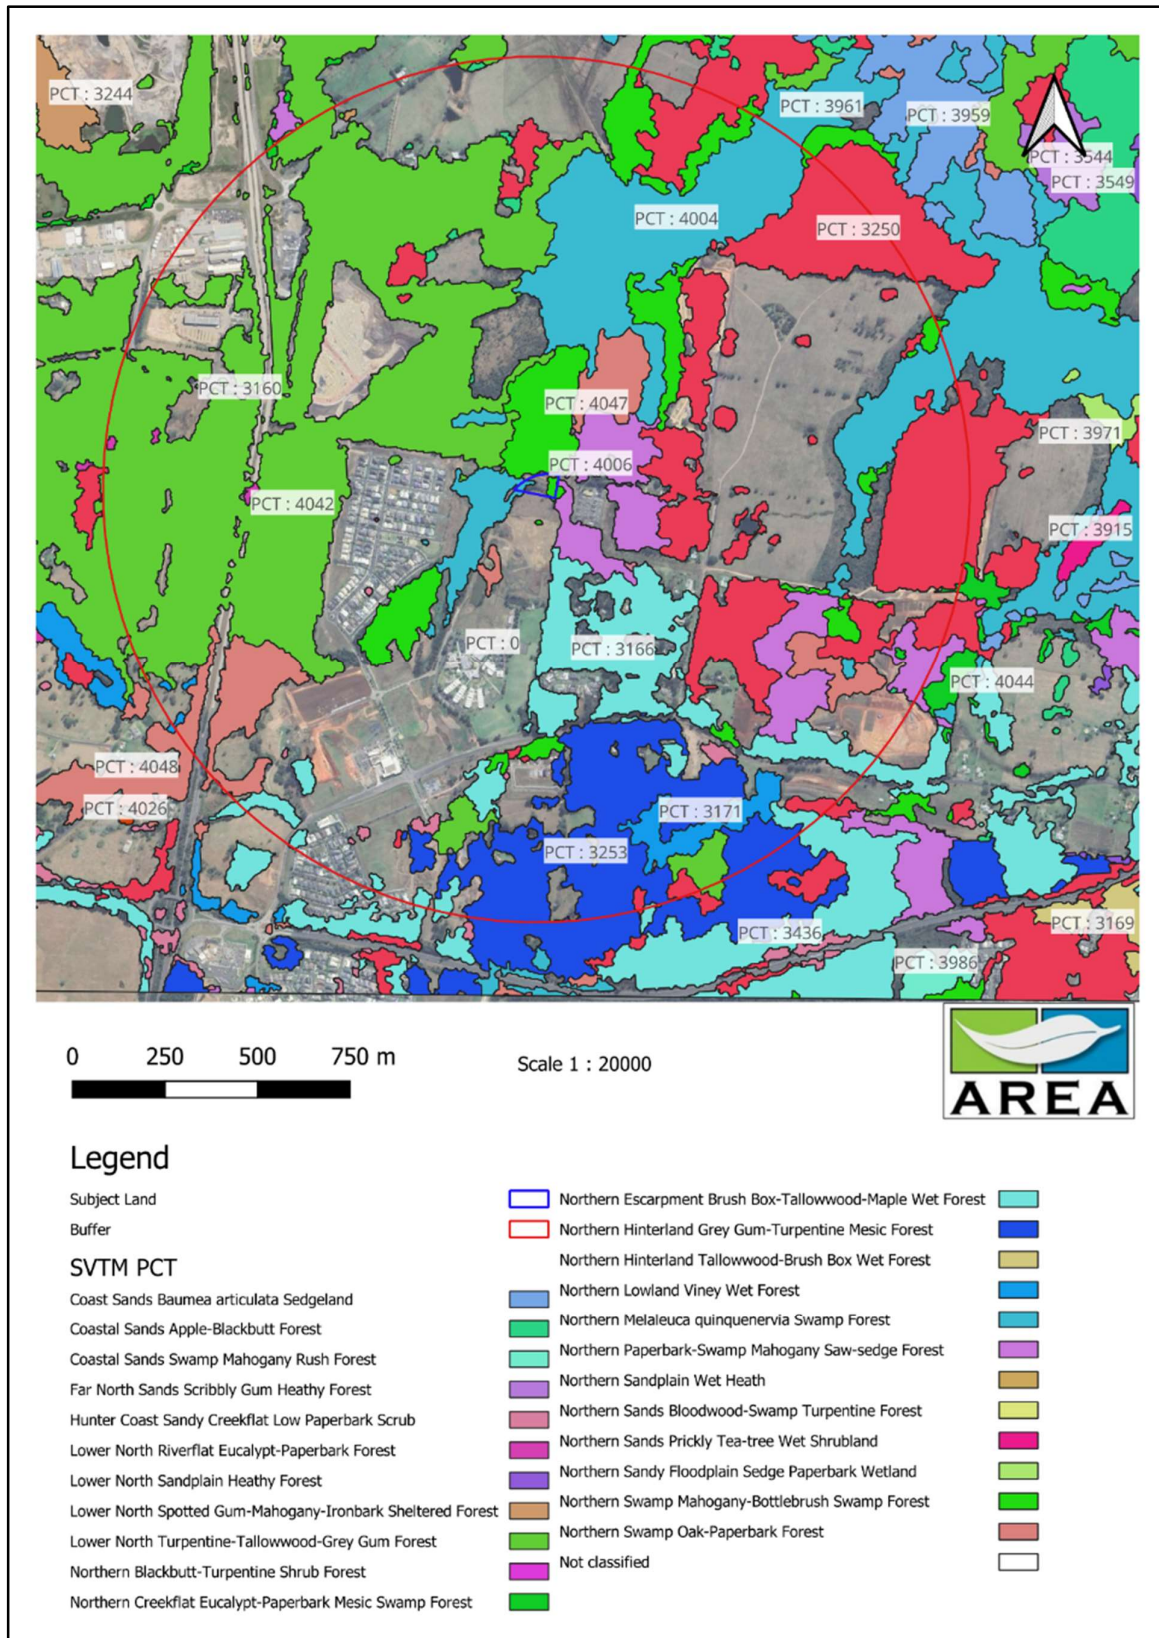 PCT : 3244
PCT : 3961
PCT : 3959
PCT : 3544
PCT : 3549
PCT : 4004
PCT : 3250
PCT : 3160
PCT : 4047
PCT : 3971
PCT : 4006
PCT : 4042
PCT : 3915
PCT : 0
PCT : 3166
PCT : 4044
PCT : 4048
PCT : 4026
PCT : 3171
PCT : 3253
PCT : 3169
PCT : 3436
PCT : 3986
0 250 500 750 m
Scale 1 : 20000
AREA
Legend
Subject Land
Buffer
SVTM PCT
Coast Sands Baumea articulata Sedgeland
Coastal Sands Apple-Blackbutt Forest
Coastal Sands Swamp Mahogany Rush Forest
Far North Sands Scribbly Gum Heathy Forest
Hunter Coast Sandy Creekflat Low Paperbark Scrub
Lower North Riverflat Eucalypt-Paperbark Forest
Lower North Sandplain Heathy Forest
Lower North Spotted Gum-Mahogany-Ironbark Sheltered Forest
Lower North Turpentine-Tallowwood-Grey Gum Forest
Northern Blackbutt-Turpentine Shrub Forest
Northern Creekflat Eucalypt-Paperbark Mesic Swamp Forest
Northern Escarpment Brush Box-Tallowwood-Maple Wet Forest
Northern Hinterland Grey Gum-Turpentine Mesic Forest
Northern Hinterland Tallowwood-Brush Box Wet Forest
Northern Lowland Viney Wet Forest
Northern Melaleuca quinquenervia Swamp Forest
Northern Paperbark-Swamp Mahogany Saw-sedge Forest
Northern Sandplain Wet Heath
Northern Sands Bloodwood-Swamp Turpentine Forest
Northern Sands Prickly Tea-tree Wet Shrubland
Northern Sandy Floodplain Sedge Paperbark Wetland
Northern Swamp Mahogany-Bottlebrush Swamp Forest
Northern Swamp Oak-Paperbark Forest
Not classified